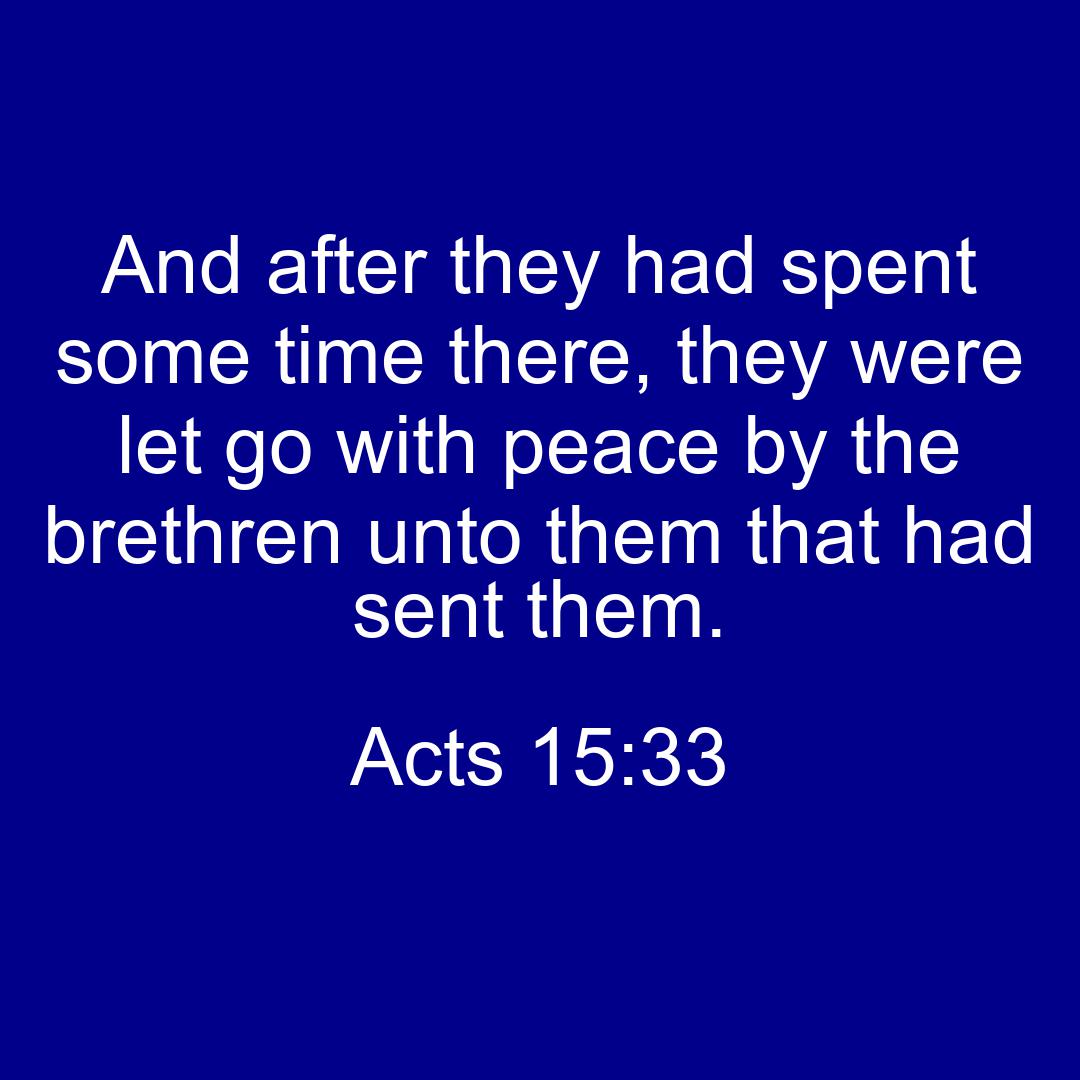 And after they had spent
some time there, they were
let go with peace by the
brethren unto them that had
sent them.
Acts 15:33